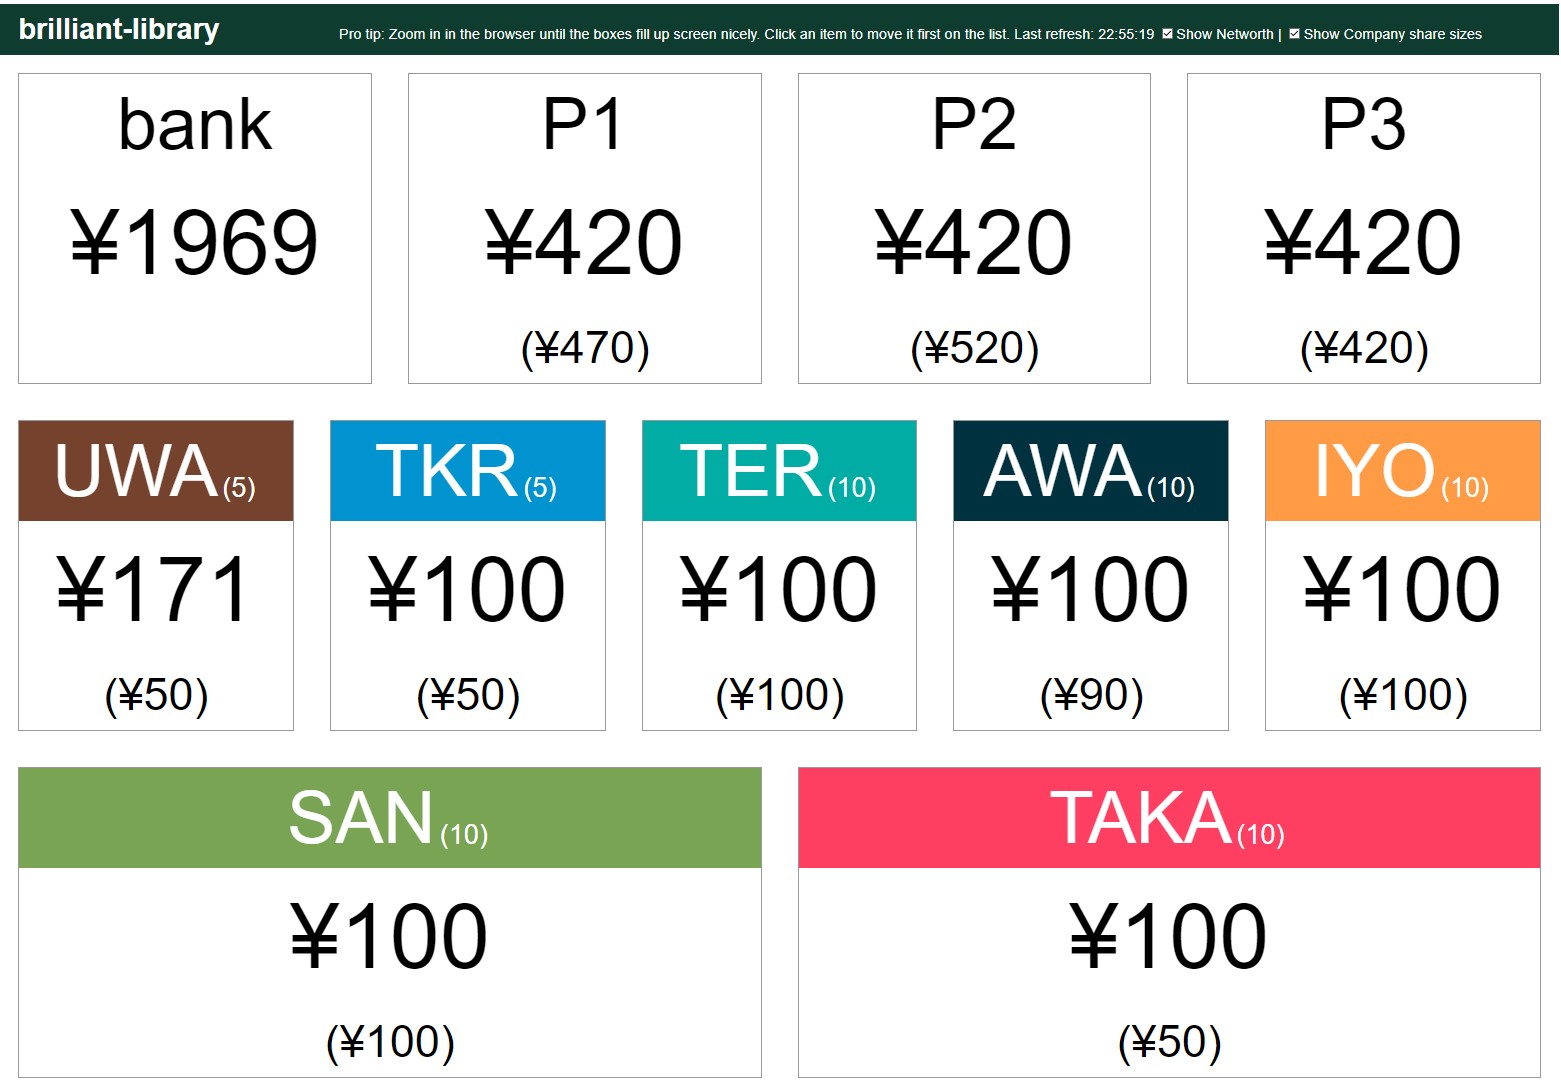 brilliant-library
Pro tip: Zoom in in the browser until the boxes fill up screen nicely. Click an item to move it first on the list. Last refresh: 22:55:19 Show Networth | Show Company share sizes
bank
¥1969
P1
¥420
(¥470)
P2
¥420
(¥520)
P3
¥420
(¥420)
UWA(5)
¥171
(¥50)
TKR(5)
¥100
(¥50)
TER(10)
¥100
(¥100)
AWA(10)
¥100
(¥90)
IYO(10)
¥100
(¥100)
SAN(10)
¥100
(¥100)
TAKA(10)
¥100
(¥50)